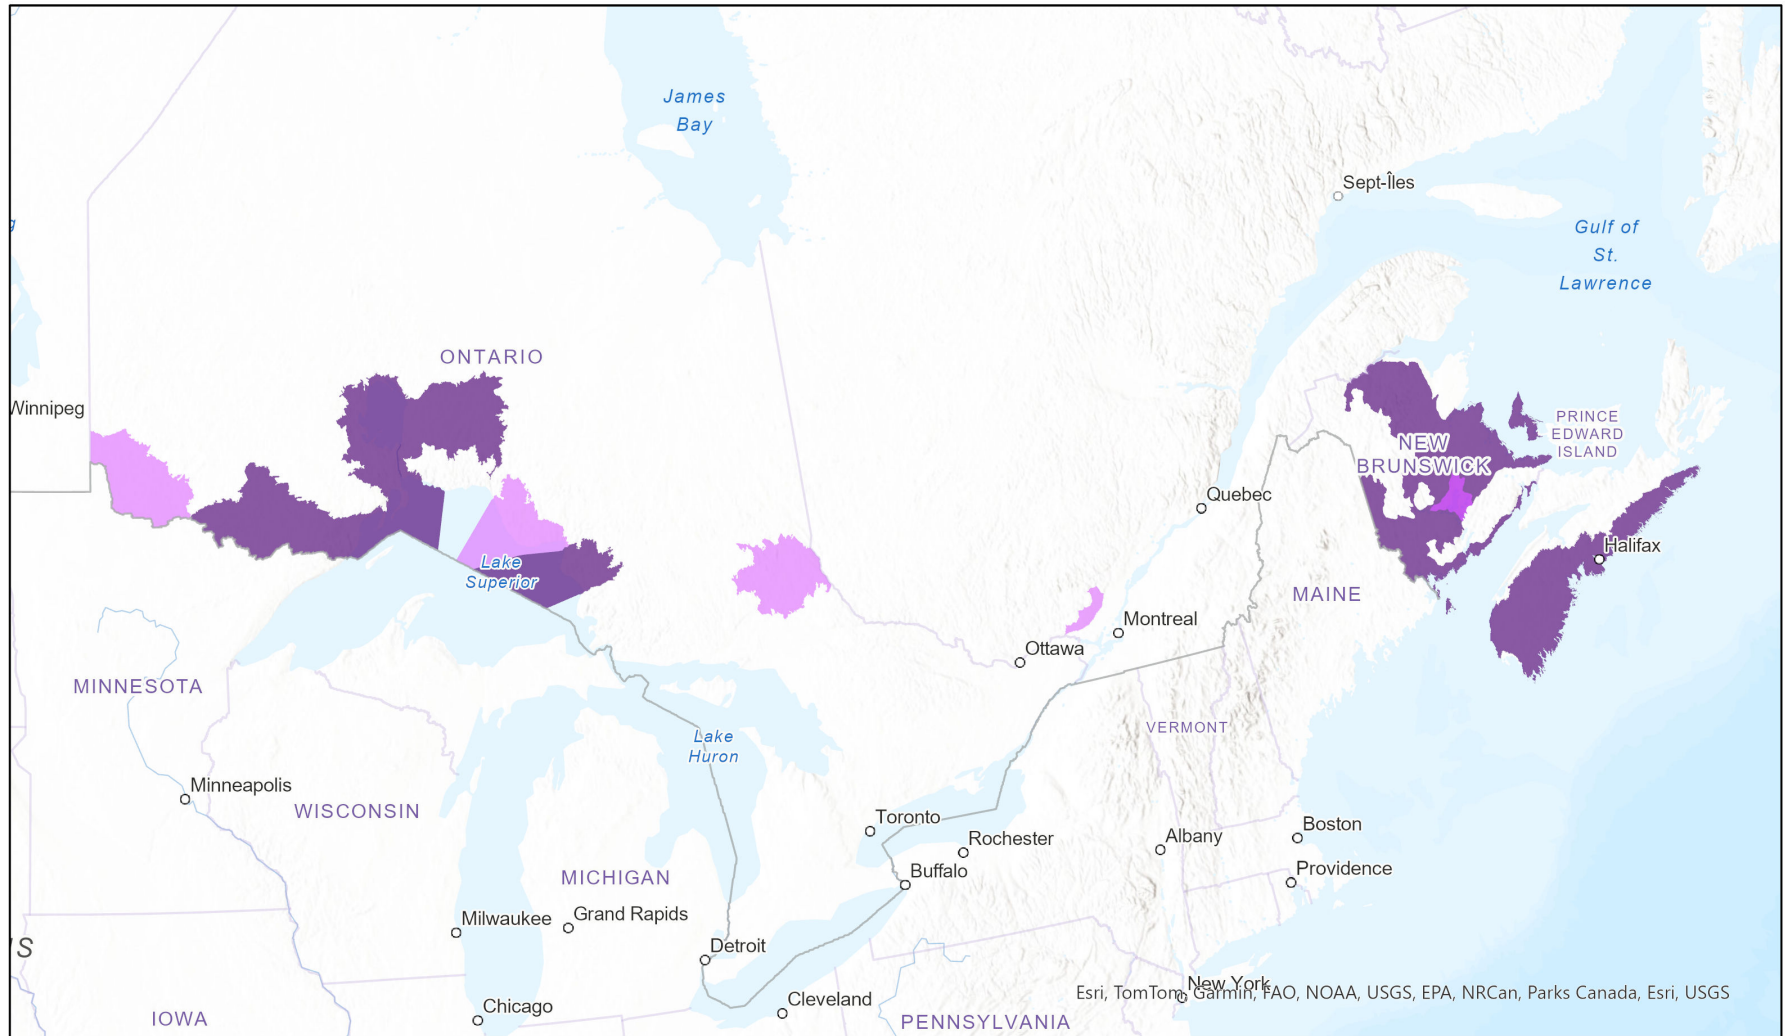 James
Bay
Sept-Îles
g
Gulf of
St.
Lawrence
ONTARIO
Winnipeg
PRINCE
EDWARD
ISLAND
NEW
BRUNSWICK
Quebec
Halifax
Lake
Superior
MAINE
Montreal
Ottawa
MINNESOTA
VERMONT
Lake
Huron
Minneapolis
WISCONSIN
Toronto
Rochester
Albany
Boston
Buffalo
Providence
MICHIGAN
Milwaukee
Grand Rapids
Detroit
IS
New York
Esri, TomTom, Garmin, FAO, NOAA, USGS, EPA, NRCan, Parks Canada, Esri, USGS
Chicago
Cleveland
IOWA
PENNSYLVANIA